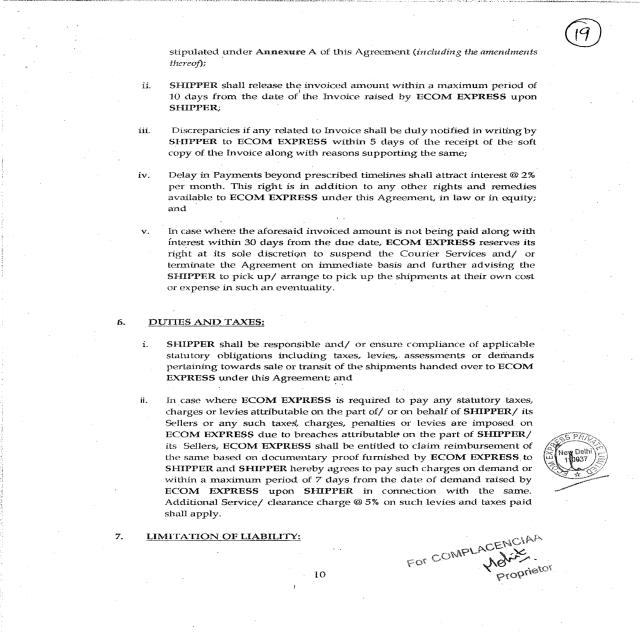 19
stipulated under Annexure A of this Agreement (including the amendments
thereof);
ii. SHIPPER shall release the invoiced amount within a maximum period of
10 days from the date of the Invoice raised by ECOM EXPRESS upon
SHIPPER;
iii. Discrepancies if any related to Invoice shall be duly notified in writing by
SHIPPER to ECOM EXPRESS within 5 days of the receipt of the soft
copy of the Invoice along with reasons supporting the same;
iv. Delay in Payments beyond prescribed timelines shall attract interest @ 2%
per month. This right is in addition to any other rights and remedies
available to ECOM EXPRESS under this Agreement, in law or in equity;
and
v. In case where the aforesaid invoiced amount is not being paid along with
interest within 30 days from the due date, ECOM EXPRESS reserves its
right at its sole discretion to suspend the Courier Services and/ or
terminate the Agreement on immediate basis and further advising the
SHIPPER to pick up/ arrange to pick up the shipments at their own cost
or expense in such an eventuality.
6. DUTIES AND TAXES:
i. SHIPPER shall be responsible and/ or ensure compliance of applicable
statutory obligations including taxes, levies, assessments or demands
pertaining towards sale or transit of the shipments handed over to ECOM
EXPRESS under this Agreement; and
ii. In case where ECOM EXPRESS is required to pay any statutory taxes,
charges or levies attributable on the part of/ or on behalf of SHIPPER/ its
Sellers or any such taxes, charges, penalties or levies are imposed on
ECOM EXPRESS due to breaches attributable on the part of SHIPPER/
its Sellers, ECOM EXPRESS shall be entitled to claim reimbursement of
the same based on documentary proof furnished by ECOM EXPRESS to
SHIPPER and SHIPPER hereby agrees to pay such charges on demand or
within a maximum period of 7 days from the date of demand raised by
ECOM EXPRESS upon SHIPPER in connection with the same.
Additional Service/ clearance charge @ 5% on such levies and taxes paid
shall apply.
ECOM EXPRESS PRIVATE LIMITED
New Delhi
110037
7. LIMITATION OF LIABILITY:
For COMPLACENCIAA
Mohit
Proprietor
10